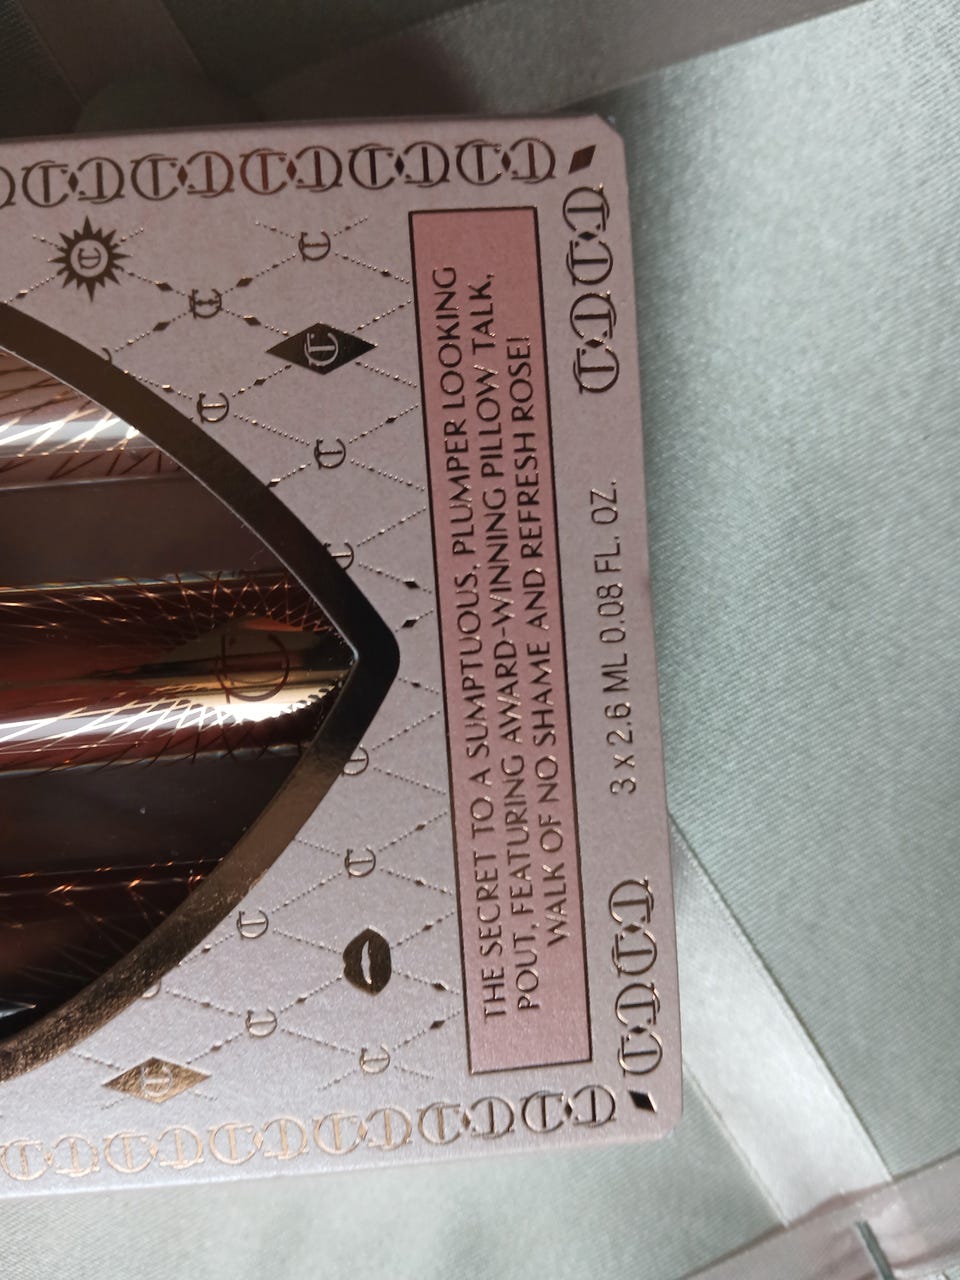 THE SECRET TO A SUMPTUOUS, PLUMPER LOOKING
POUT, FEATURING AWARD-WINNING PILLOW TALK,
WALK OF NO SHAME AND REFRESH ROSE!
3 X 2.6 ML 0.08 FL. OZ.